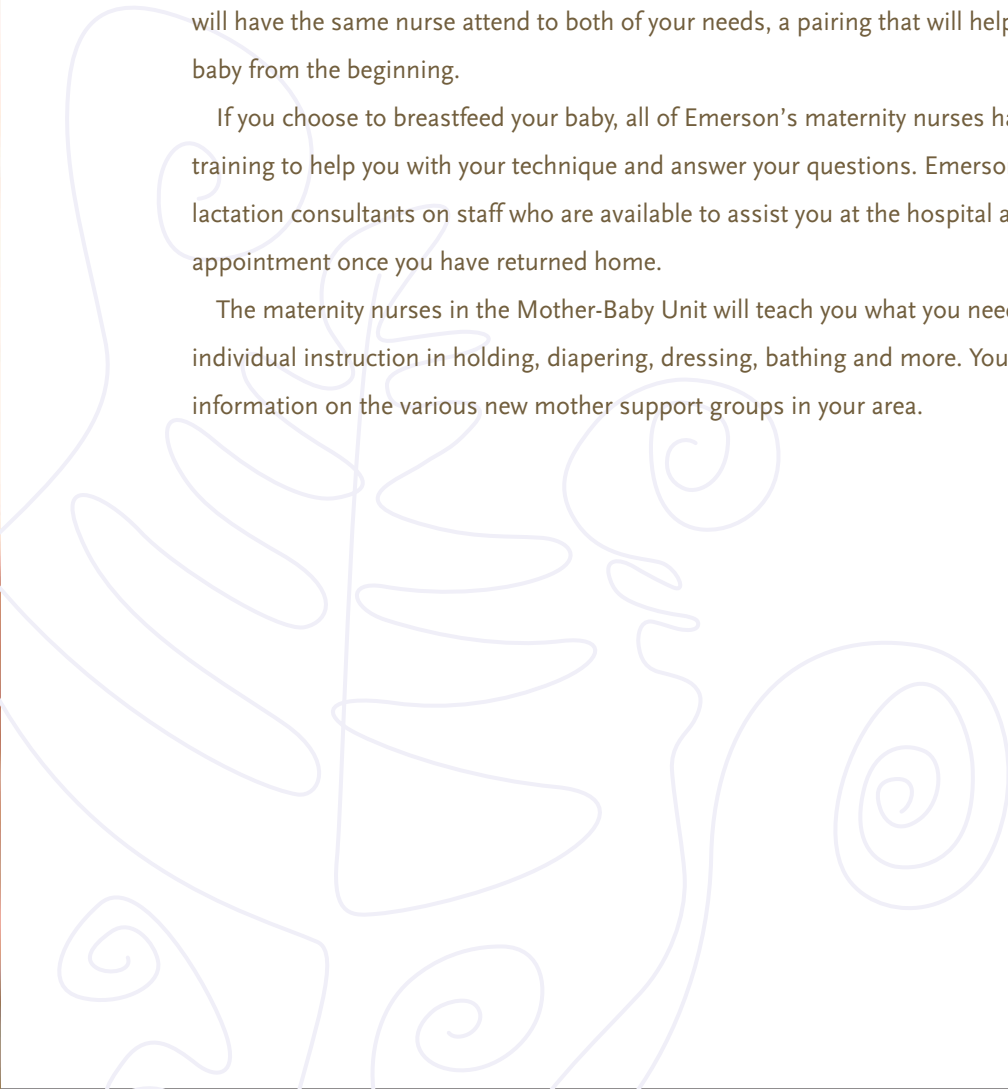 will have the same nurse attend to both of your needs, a pairing that will help
baby from the beginning.
If you choose to breastfeed your baby, all of Emerson’s maternity nurses ha
training to help you with your technique and answer your questions. Emerso
lactation consultants on staff who are available to assist you at the hospital a
appointment once you have returned home.
The maternity nurses in the Mother-Baby Unit will teach you what you need
individual instruction in holding, diapering, dressing, bathing and more. You
information on the various new mother support groups in your area.